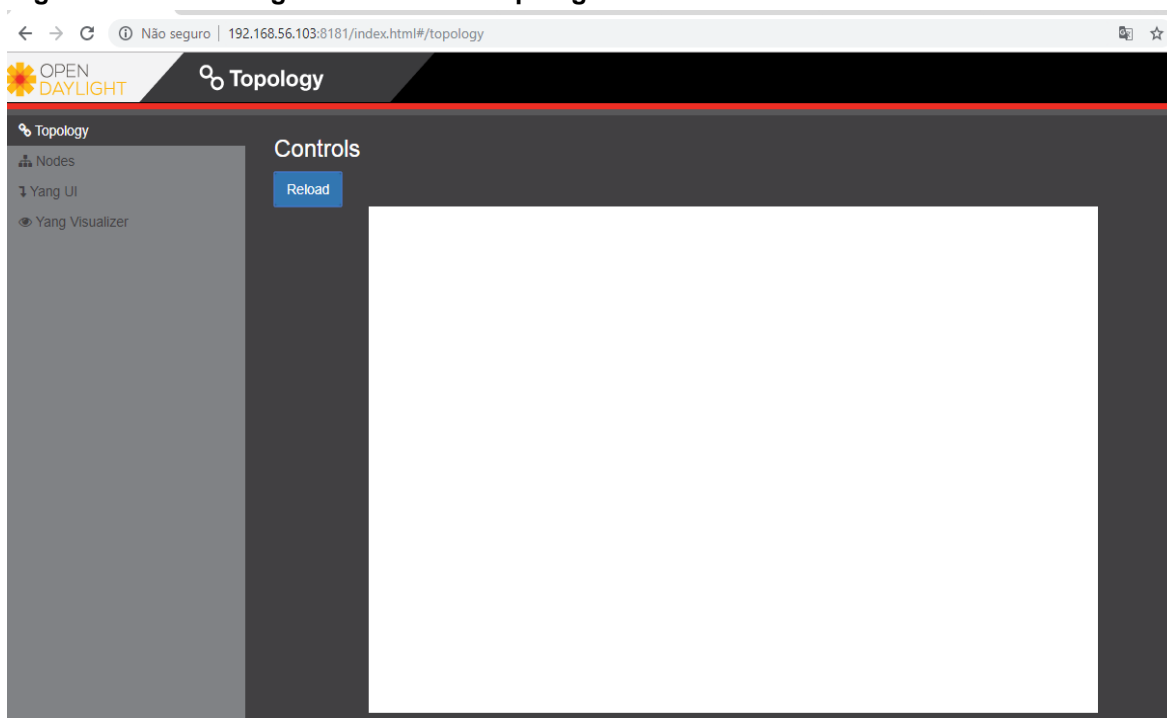 Não seguro | 192.168.56.103:8181/index.html#/topology
OPEN
DAYLIGHT
Topology
Topology
Nodes
Yang UI
Yang Visualizer
Controls
Reload